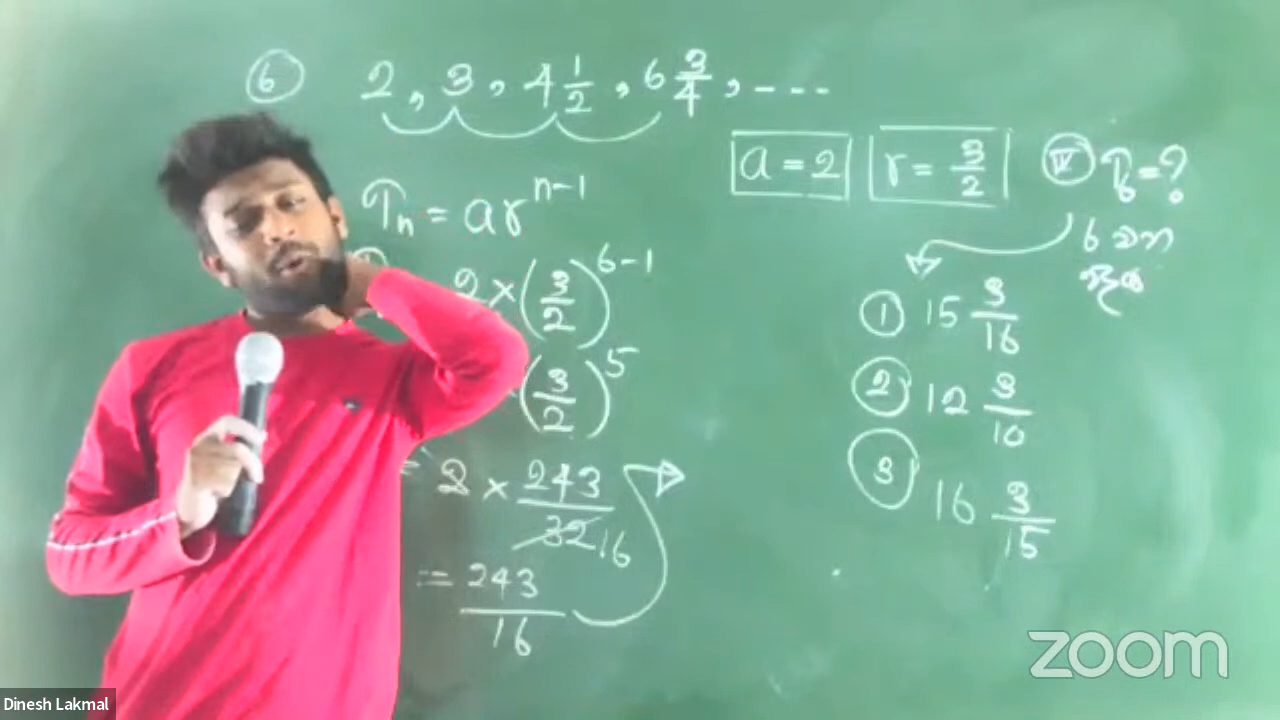 6 2 , 3 , 4 1/2 , 6 3/4 , ----
a = 2 r = 3/2 IV T6 = ?
Tn = ar^(n-1)
6 වන
2 × (3/2)^(6-1)
1 15 3/16
(3/2)^5
2 12 3/10
= 2 × 243/32 16
3 16 3/15
= 243/16
zoom
Dinesh Lakmal